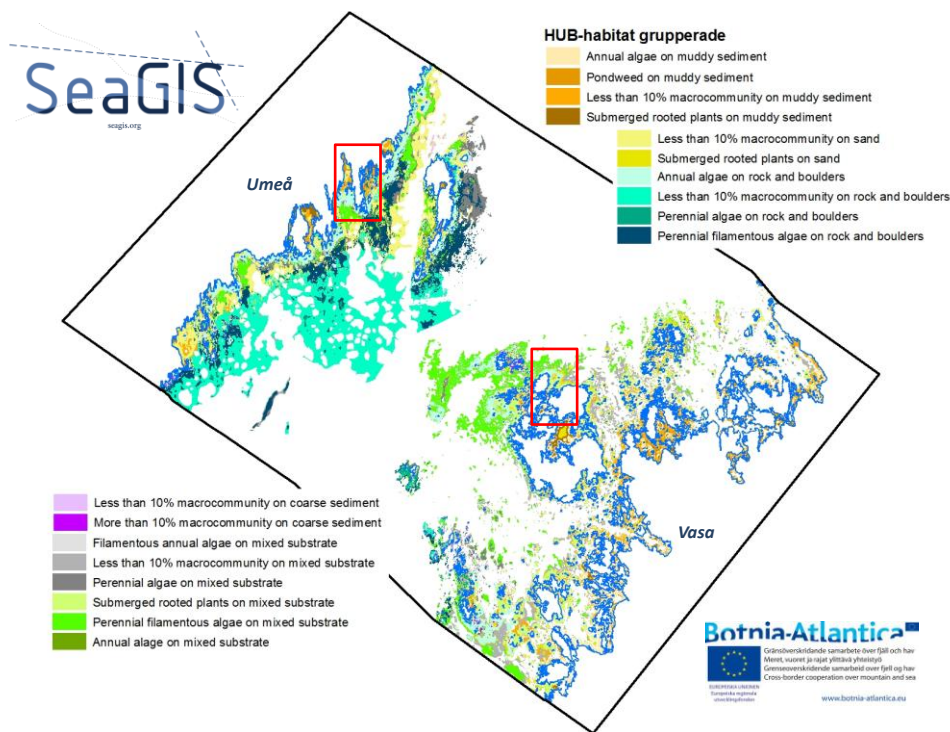 SeaGIS
seagis.org
HUB-habitat grupperade
Annual algae on muddy sediment
Pondweed on muddy sediment
Less than 10% macrocommunity on muddy sediment
Submerged rooted plants on muddy sediment
Less than 10% macrocommunity on sand
Submerged rooted plants on sand
Annual algae on rock and boulders
Less than 10% macrocommunity on rock and boulders
Perennial algae on rock and boulders
Perennial filamentous algae on rock and boulders
Umeå
Vasa
Less than 10% macrocommunity on coarse sediment
More than 10% macrocommunity on coarse sediment
Filamentous annual algae on mixed substrate
Less than 10% macrocommunity on mixed substrate
Perennial algae on mixed substrate
Submerged rooted plants on mixed substrate
Perennial filamentous algae on mixed substrate
Annual alage on mixed substrate
Botnia-Atlantica
Gränsöverskridande samarbete över fjäll och hav
Meret, vuoret ja rajat ylittävä yhteistyö
Grenseoverskridende samarbeid over fjell og hav
Cross-border cooperation over mountain and sea
EUROPEISKA UNIONEN
Europeiska regionala
utvecklingsfonden
www.botnia-atlantica.eu